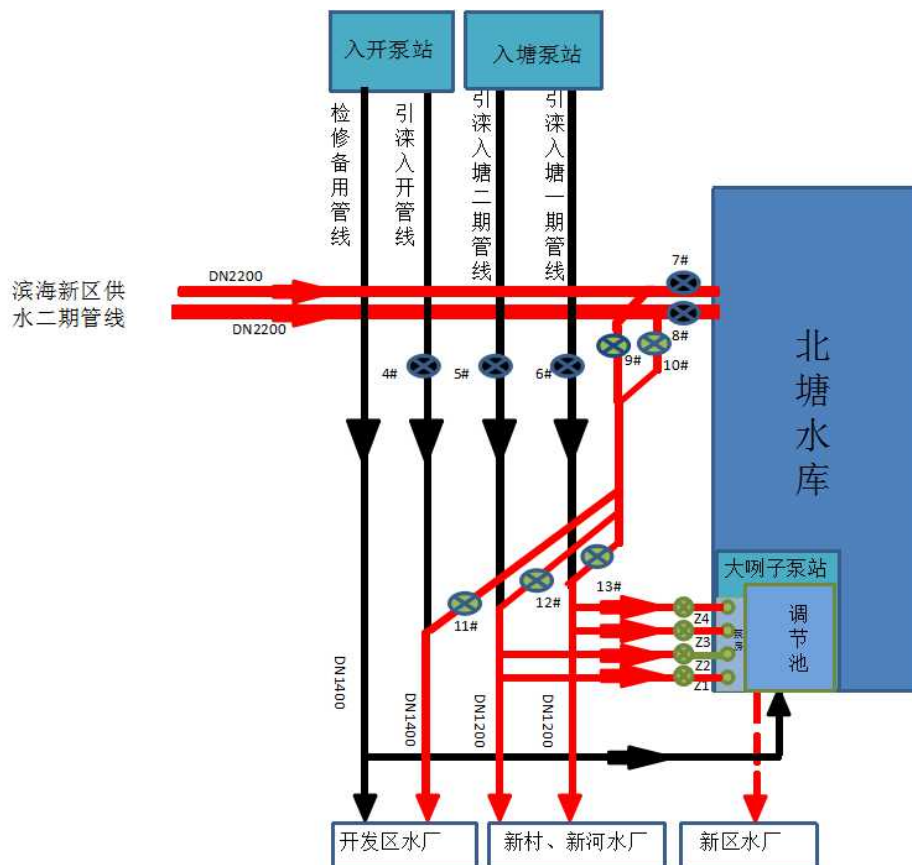 入开泵站
入塘泵站
检修备用管线
引滦入开管线
引滦入塘二期管线
引滦入塘一期管线
滨海新区供
水二期管线
DN2200
DN2200
7#
8#
9#
10#
4#
5#
6#
北塘水库
大咧子泵站
调节池
泵房
11#
12#
13#
Z4
Z3
Z2
Z1
DN1400
DN1400
DN1200
DN1200
开发区水厂
新村、新河水厂
新区水厂